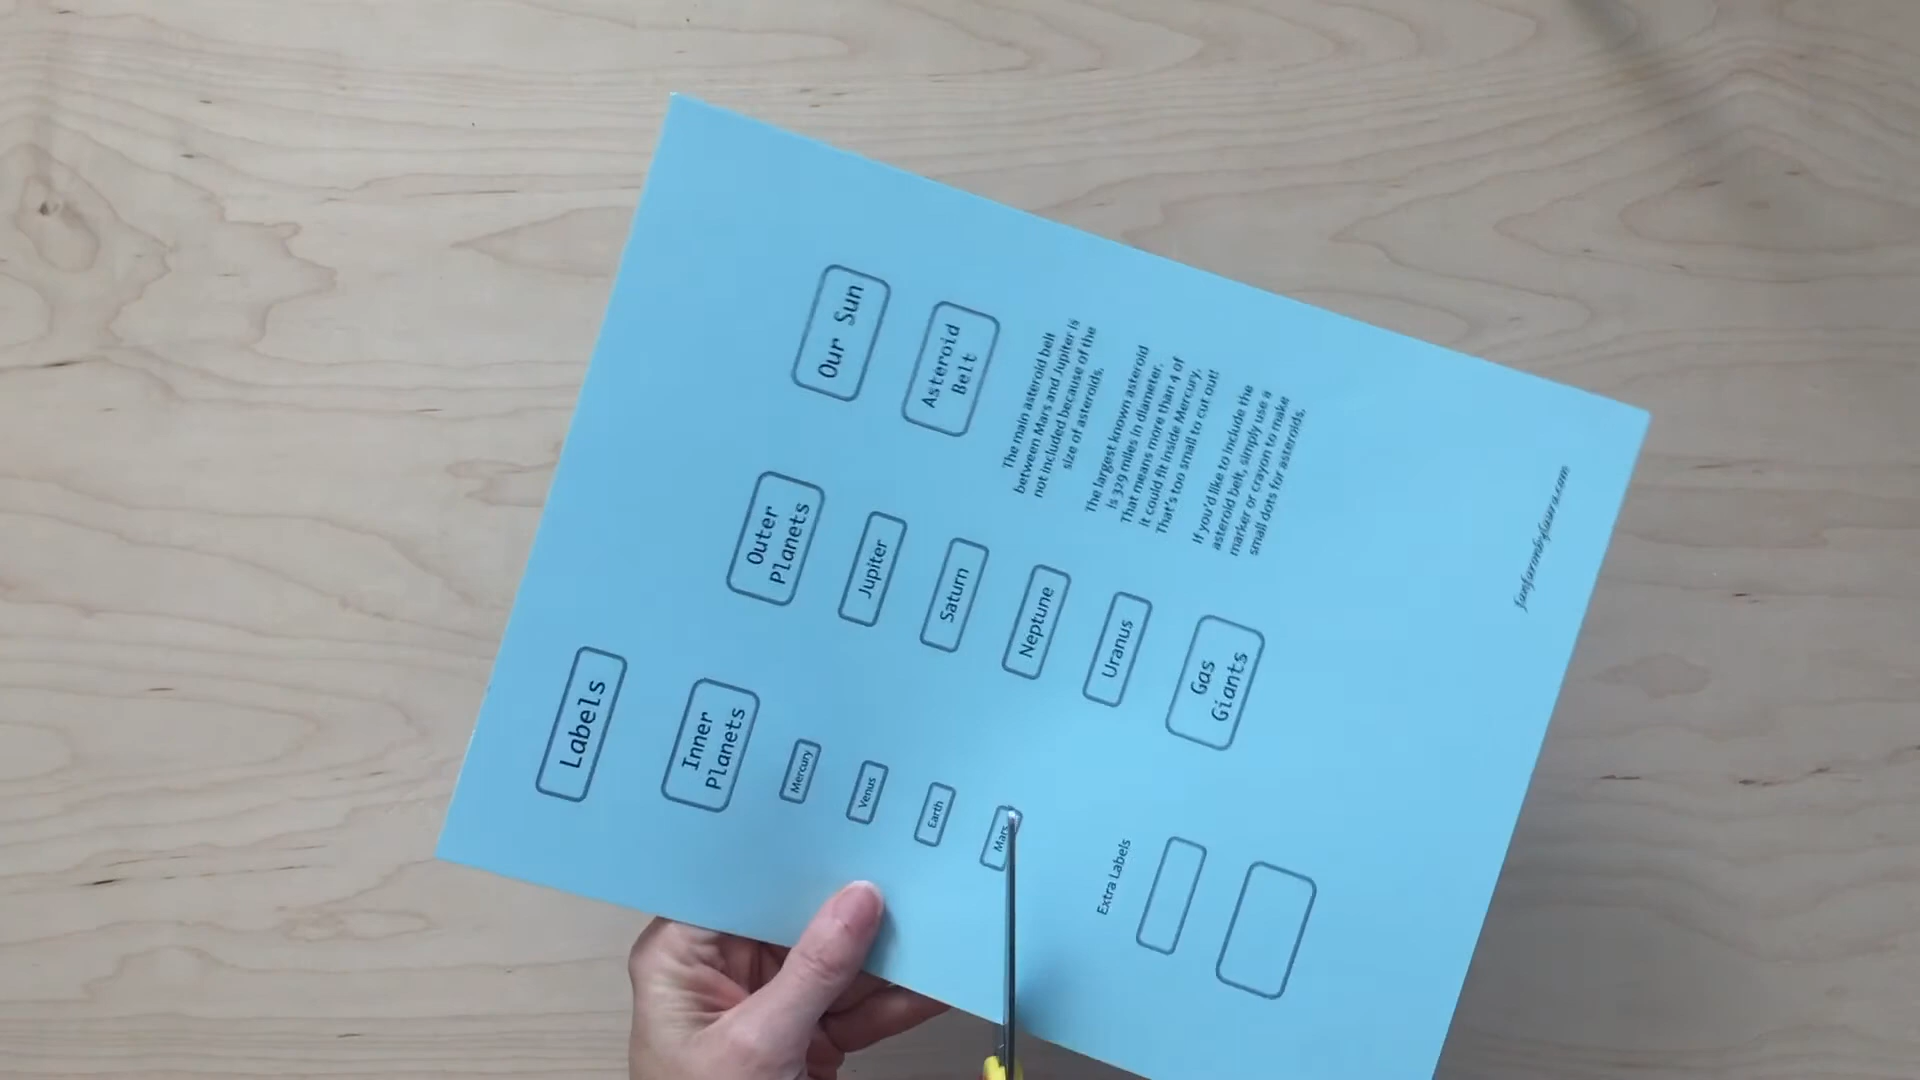 Labels
Inner
Planets
Mercury
Venus
Earth
Mars
Extra Labels
Outer
Planets
Jupiter
Saturn
Neptune
Uranus
Gas
Giants
Our Sun
Asteroid
Belt
The main asteroid belt
between Mars and Jupiter is
not included because of the
size of asteroids.
The largest known asteroid
is 329 miles in diameter.
That means more than 4 of
it could fit inside Mercury.
That's too small to cut out!
If you'd like to include the
asteroid belt, simply use a
marker or crayon to make
small dots for asteroids.